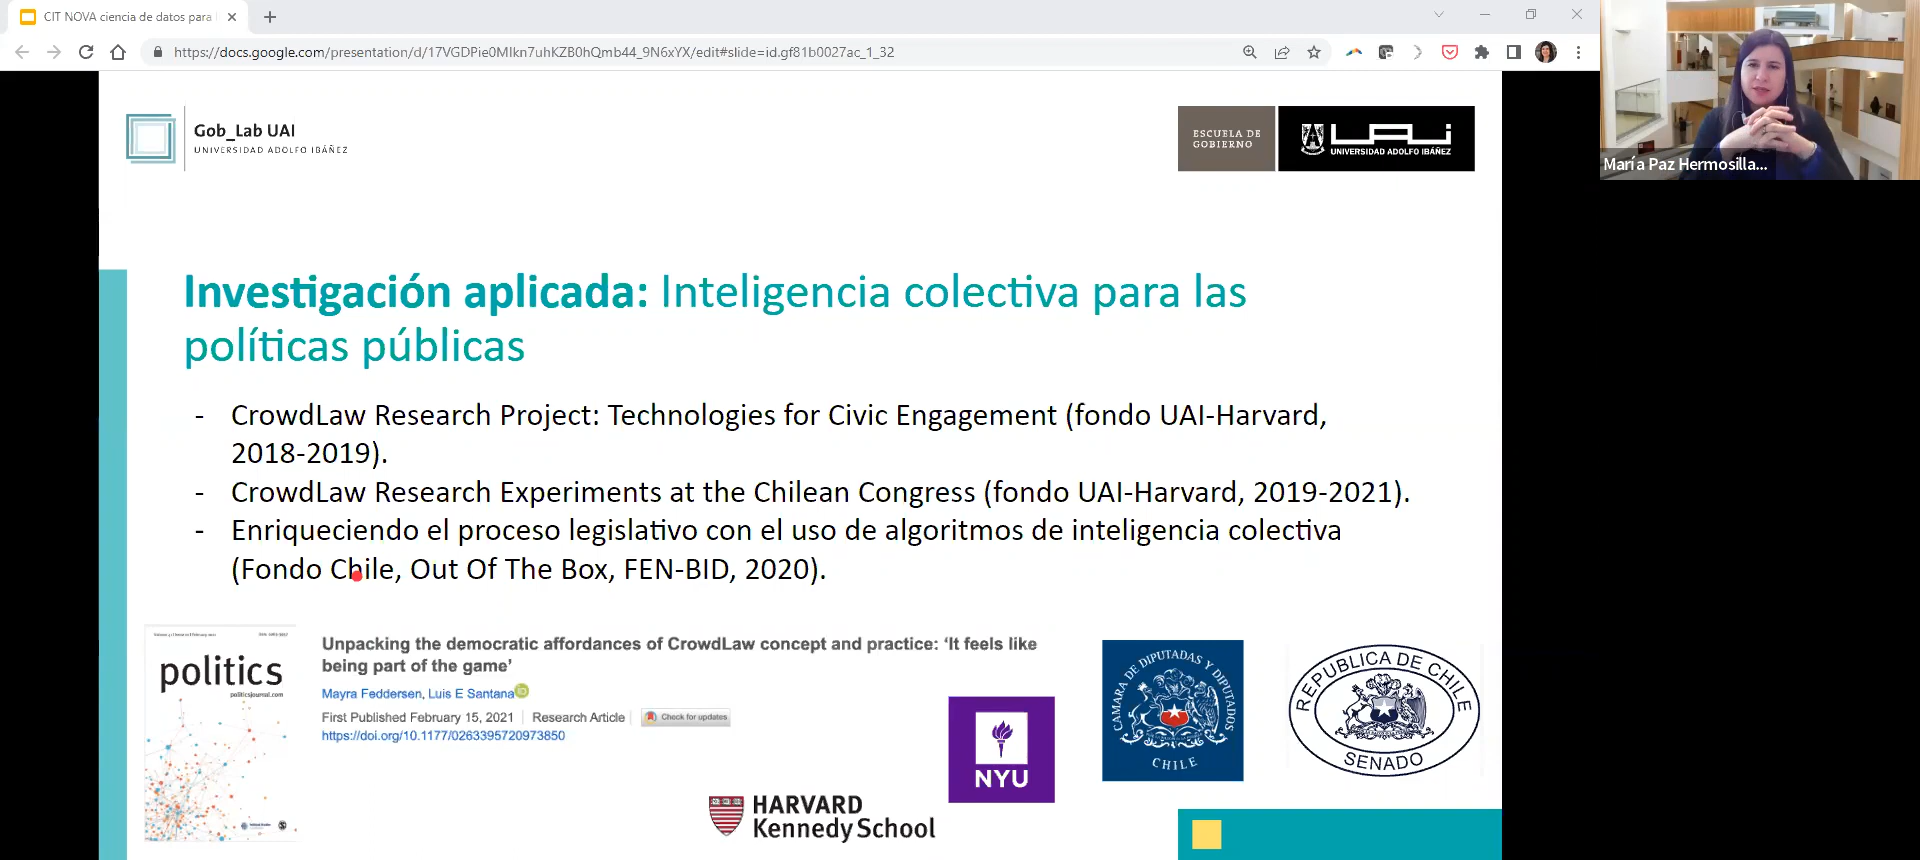 CIT NOVA ciencia de datos para
https://docs.google.com/presentation/d/17VGDPie0MIkn7uhKZB0hQmb44_9N6xYX/edit#slide=id.gf81b0027ac_1_32
María Paz Hermosilla...
Gob_Lab UAI
UNIVERSIDAD ADOLFO IBÁÑEZ
ESCUELA DE
GOBIERNO
UAI
UNIVERSIDAD ADOLFO IBÁÑEZ
Investigación aplicada: Inteligencia colectiva para las
políticas públicas
- CrowdLaw Research Project: Technologies for Civic Engagement (fondo UAI-Harvard,
2018-2019).
- CrowdLaw Research Experiments at the Chilean Congress (fondo UAI-Harvard, 2019-2021).
- Enriqueciendo el proceso legislativo con el uso de algoritmos de inteligencia colectiva
(Fondo Chile, Out Of The Box, FEN-BID, 2020).
politics
politicsjournal.com
Unpacking the democratic affordances of CrowdLaw concept and practice: ‘It feels like
being part of the game’
Mayra Feddersen, Luis E Santana
First Published February 15, 2021 | Research Article | Check for updates
https://doi.org/10.1177/0263395720973850
HARVARD
Kennedy School
NYU
CÁMARA DE DIPUTADAS Y DIPUTADOS
CHILE
REPUBLICA DE CHILE
SENADO